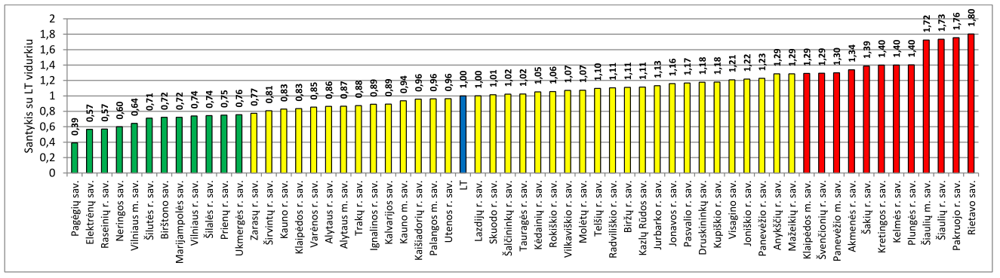 Santykis su LT vidurkiu
2
1,8
1,6
1,4
1,2
1
0,8
0,6
0,4
0,2
0
0,39
0,57
0,57
0,60
0,64
0,71
0,72
0,72
0,74
0,74
0,75
0,76
0,77
0,81
0,83
0,83
0,85
0,86
0,87
0,88
0,89
0,89
0,94
0,96
0,96
0,96
1,00
1,00
1,01
1,02
1,02
1,05
1,06
1,07
1,07
1,10
1,11
1,11
1,11
1,13
1,16
1,17
1,18
1,18
1,21
1,22
1,23
1,29
1,29
1,29
1,29
1,30
1,34
1,39
1,40
1,40
1,40
1,72
1,73
1,76
1,80
Pagėgių sav.
Elektrėnų sav.
Raseinių r. sav.
Neringos sav.
Vilniaus m. sav.
Šilutės r. sav.
Birštono sav.
Marijampolės sav.
Vilniaus r. sav.
Šilalės r. sav.
Prienų r. sav.
Ukmergės r. sav.
Zarasų r. sav.
Širvintų r. sav.
Kauno r. sav.
Klaipėdos r. sav.
Varėnos r. sav.
Alytaus r. sav.
Alytaus m. sav.
Trakų r. sav.
Ignalinos r. sav.
Kalvarijos sav.
Kauno m. sav.
Kaišiadorių r. sav.
Palangos m. sav.
Utenos r. sav.
LT
Lazdijų r. sav.
Skuodo r. sav.
Šalčininkų r. sav.
Tauragės r. sav.
Kėdainių r. sav.
Rokiškio r. sav.
Vilkaviškio r. sav.
Molėtų r. sav.
Telšių r. sav.
Radviliškio r. sav.
Biržų r. sav.
Kazlų Rūdos sav.
Jurbarko r. sav.
Jonavos r. sav.
Pasvalio r. sav.
Druskininkų sav.
Kupiškio r. sav.
Visagino sav.
Joniškio r. sav.
Panevėžio r. sav.
Anykščių r. sav.
Mažeikių r. sav.
Klaipėdos m. sav.
Švenčionių r. sav.
Panevėžio m. sav.
Akmenės r. sav.
Šakių r. sav.
Kretingos r. sav.
Kelmės r. sav.
Plungės r. sav.
Šiaulių m. sav.
Šiaulių r. sav.
Pakruojo r. sav.
Rietavo sav.